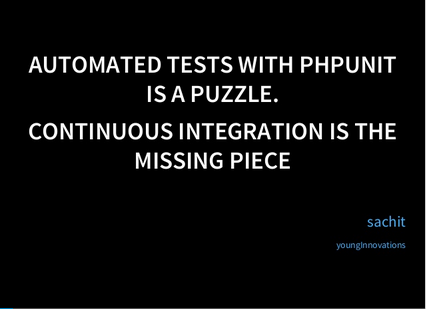 AUTOMATED TESTS WITH PHPUNIT
IS A PUZZLE.
CONTINUOUS INTEGRATION IS THE
MISSING PIECE
sachit
youngInnovations